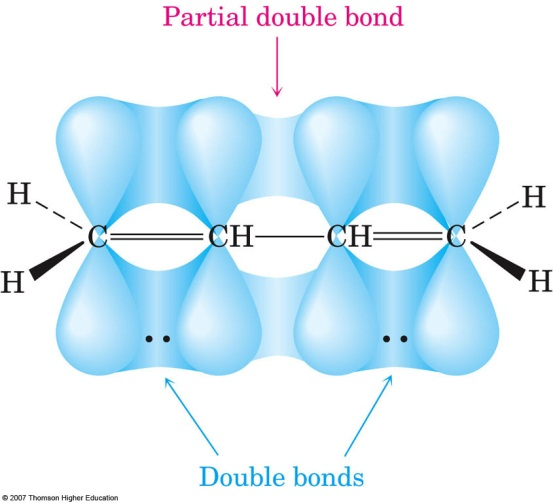 Partial double bond
H H
C CH CH C
H H
Double bonds
© 2007 Thomson Higher Education